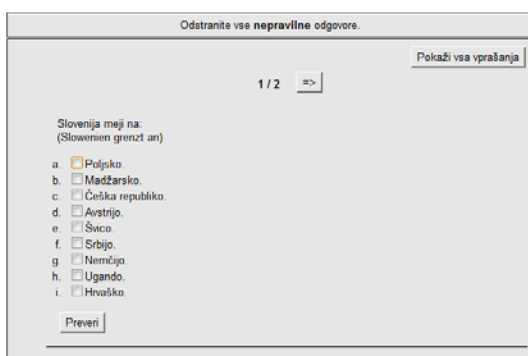 Odstranite vse nepravilne odgovore.
Pokaži vsa vprašanja
1 / 2 =>
Slovenija meji na:
(Slowenien grenzt an)
a. Poljsko.
b. Madžarsko.
c. Češka republiko.
d. Avstrijo.
e. Švico.
f. Srbijo.
g. Nemčijo.
h. Ugando.
i. Hrvaško.
Preveri